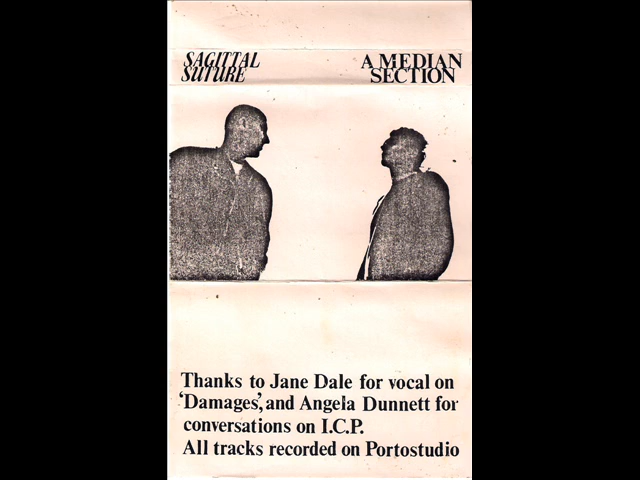 SAGITTAL
SUTURE
A MEDIAN
SECTION
Thanks to Jane Dale for vocal on
'Damages', and Angela Dunnett for
conversations on I.C.P.
All tracks recorded on Portostudio